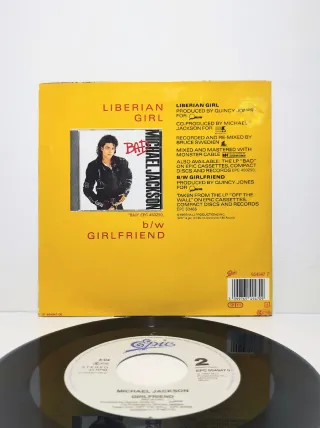 LIBERIAN
GIRL
BAD
MICHAEL JACKSON
b/w
GIRLFRIEND
LIBERIAN GIRL
PRODUCED BY QUINCY JONES
FOR
CO-PRODUCED BY MICHAEL
JACKSON FOR
RECORDED AND RE-MIXED BY
BRUCE SWEDIEN
MIXED AND MASTERED WITH
MONSTER CABLE
ALSO AVAILABLE: THE LP "BAD"
ON EPIC CASSETTES, COMPACT
DISCS AND RECORDS
B/W GIRLFRIEND
PRODUCED BY QUINCY JONES
FOR
TAKEN FROM THE LP "OFF THE
WALL" ON EPIC CASSETTES,
COMPACT DISCS AND RECORDS
Epic
Epic
2
MICHAEL JACKSON
GIRLFRIEND